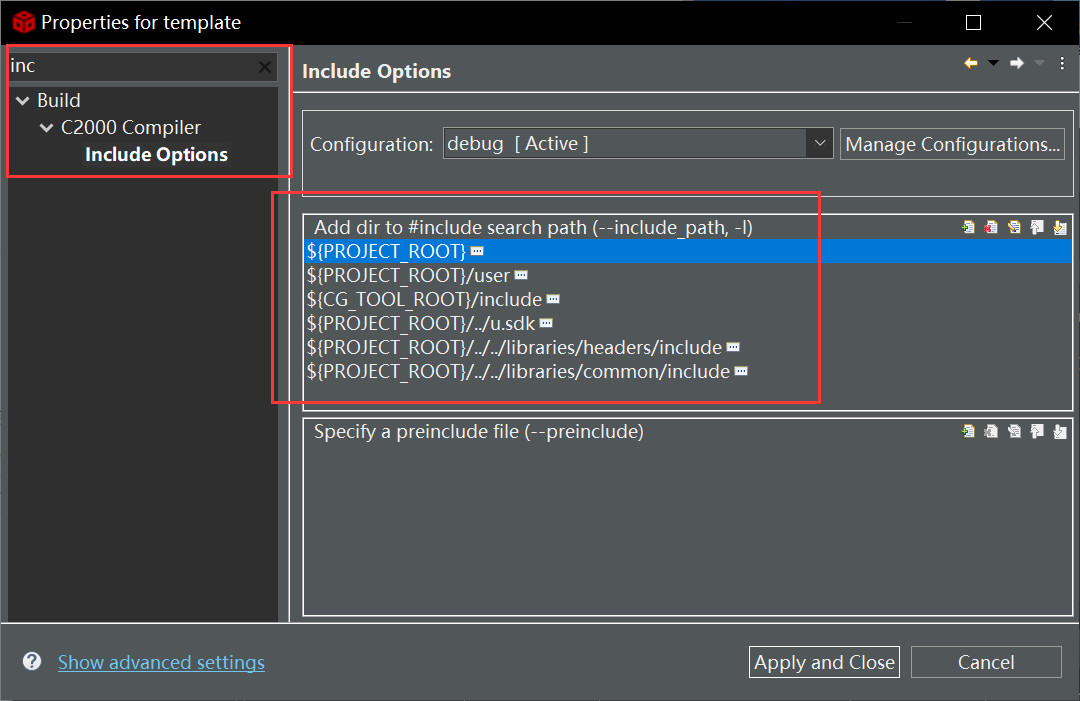 Properties for template
inc
Build
C2000 Compiler
Include Options
Include Options
Configuration:
debug [ Active ]
Manage Configurations...
Add dir to #include search path (--include_path, -I)
${PROJECT_ROOT}
${PROJECT_ROOT}/user
${CG_TOOL_ROOT}/include
${PROJECT_ROOT}/../u.sdk
${PROJECT_ROOT}/../../libraries/headers/include
${PROJECT_ROOT}/../../libraries/common/include
Specify a preinclude file (--preinclude)
Show advanced settings
Apply and Close
Cancel